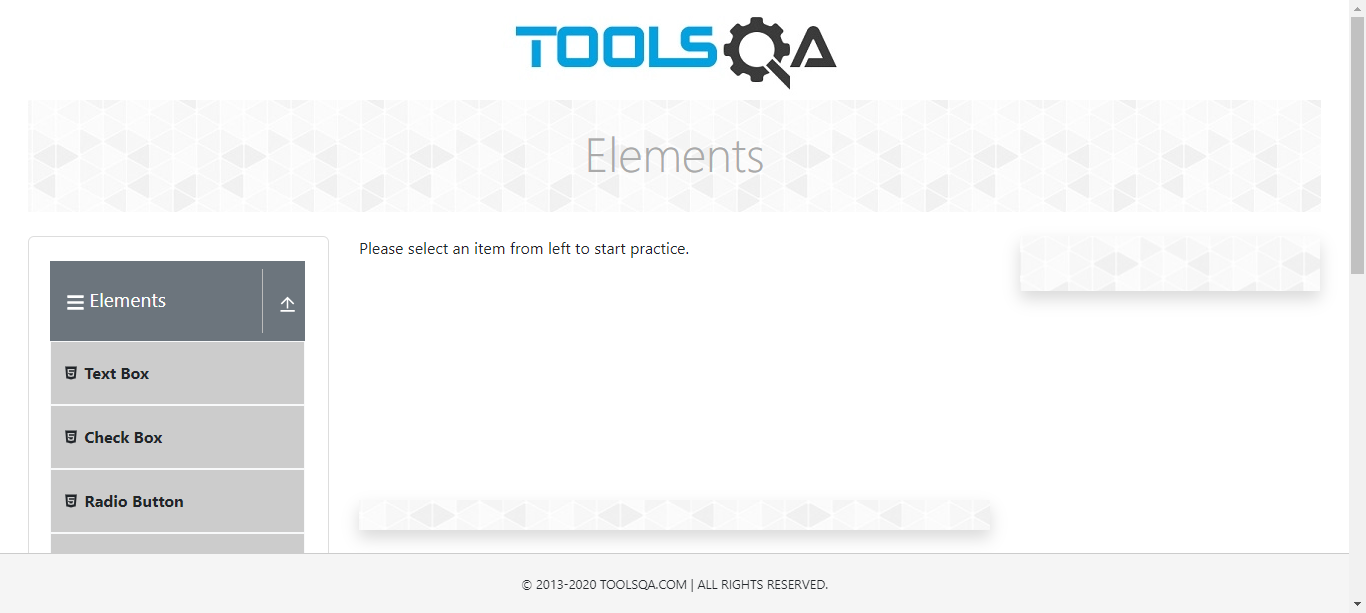 TOOLSQA
Elements
Elements
Text Box
Check Box
Radio Button
Please select an item from left to start practice.
© 2013-2020 TOOLSQA.COM | ALL RIGHTS RESERVED.